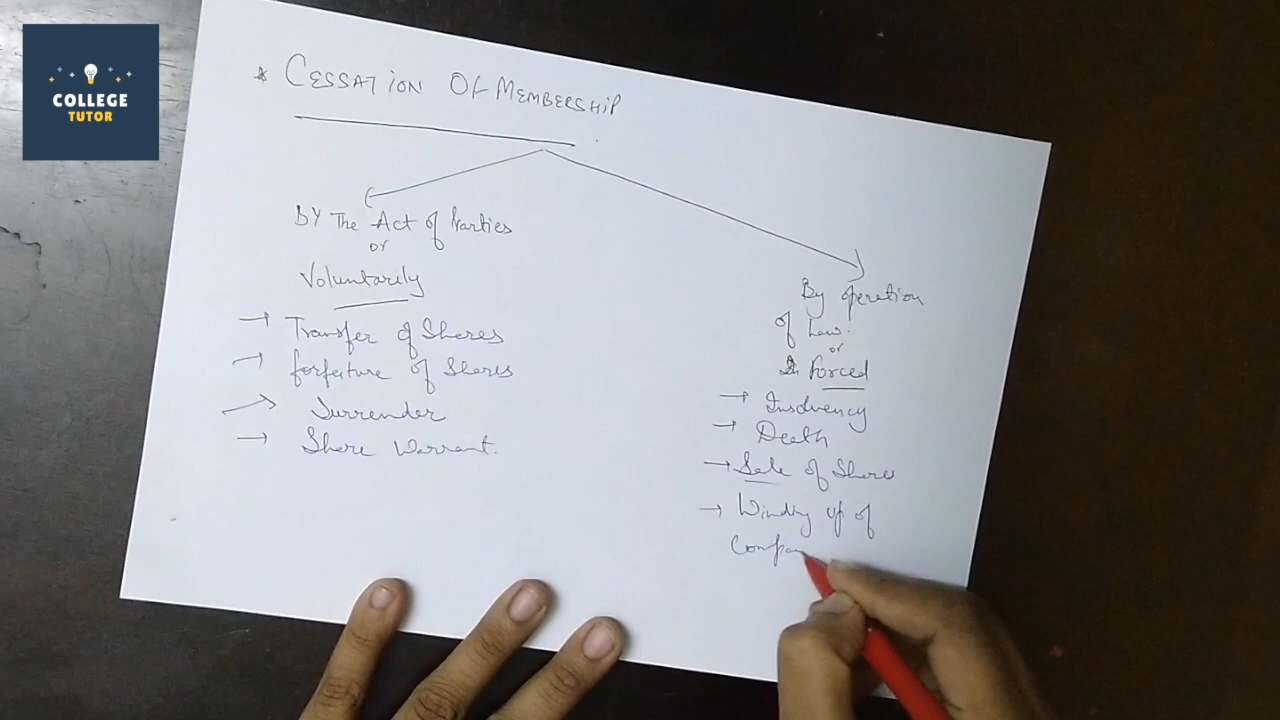 COLLEGE
TUTOR
* CESSATION OF MEMBERSHIP
BY The Act of Parties
or
Voluntarily
→ Transfer of Shares
→ forfeiture of Shares
→ Surrender
→ Share Warrant.
By operation
of Law.
or
Forced
→ Insolvency
→ Death
→ Sale of Shares
→ Winding up of
Compan